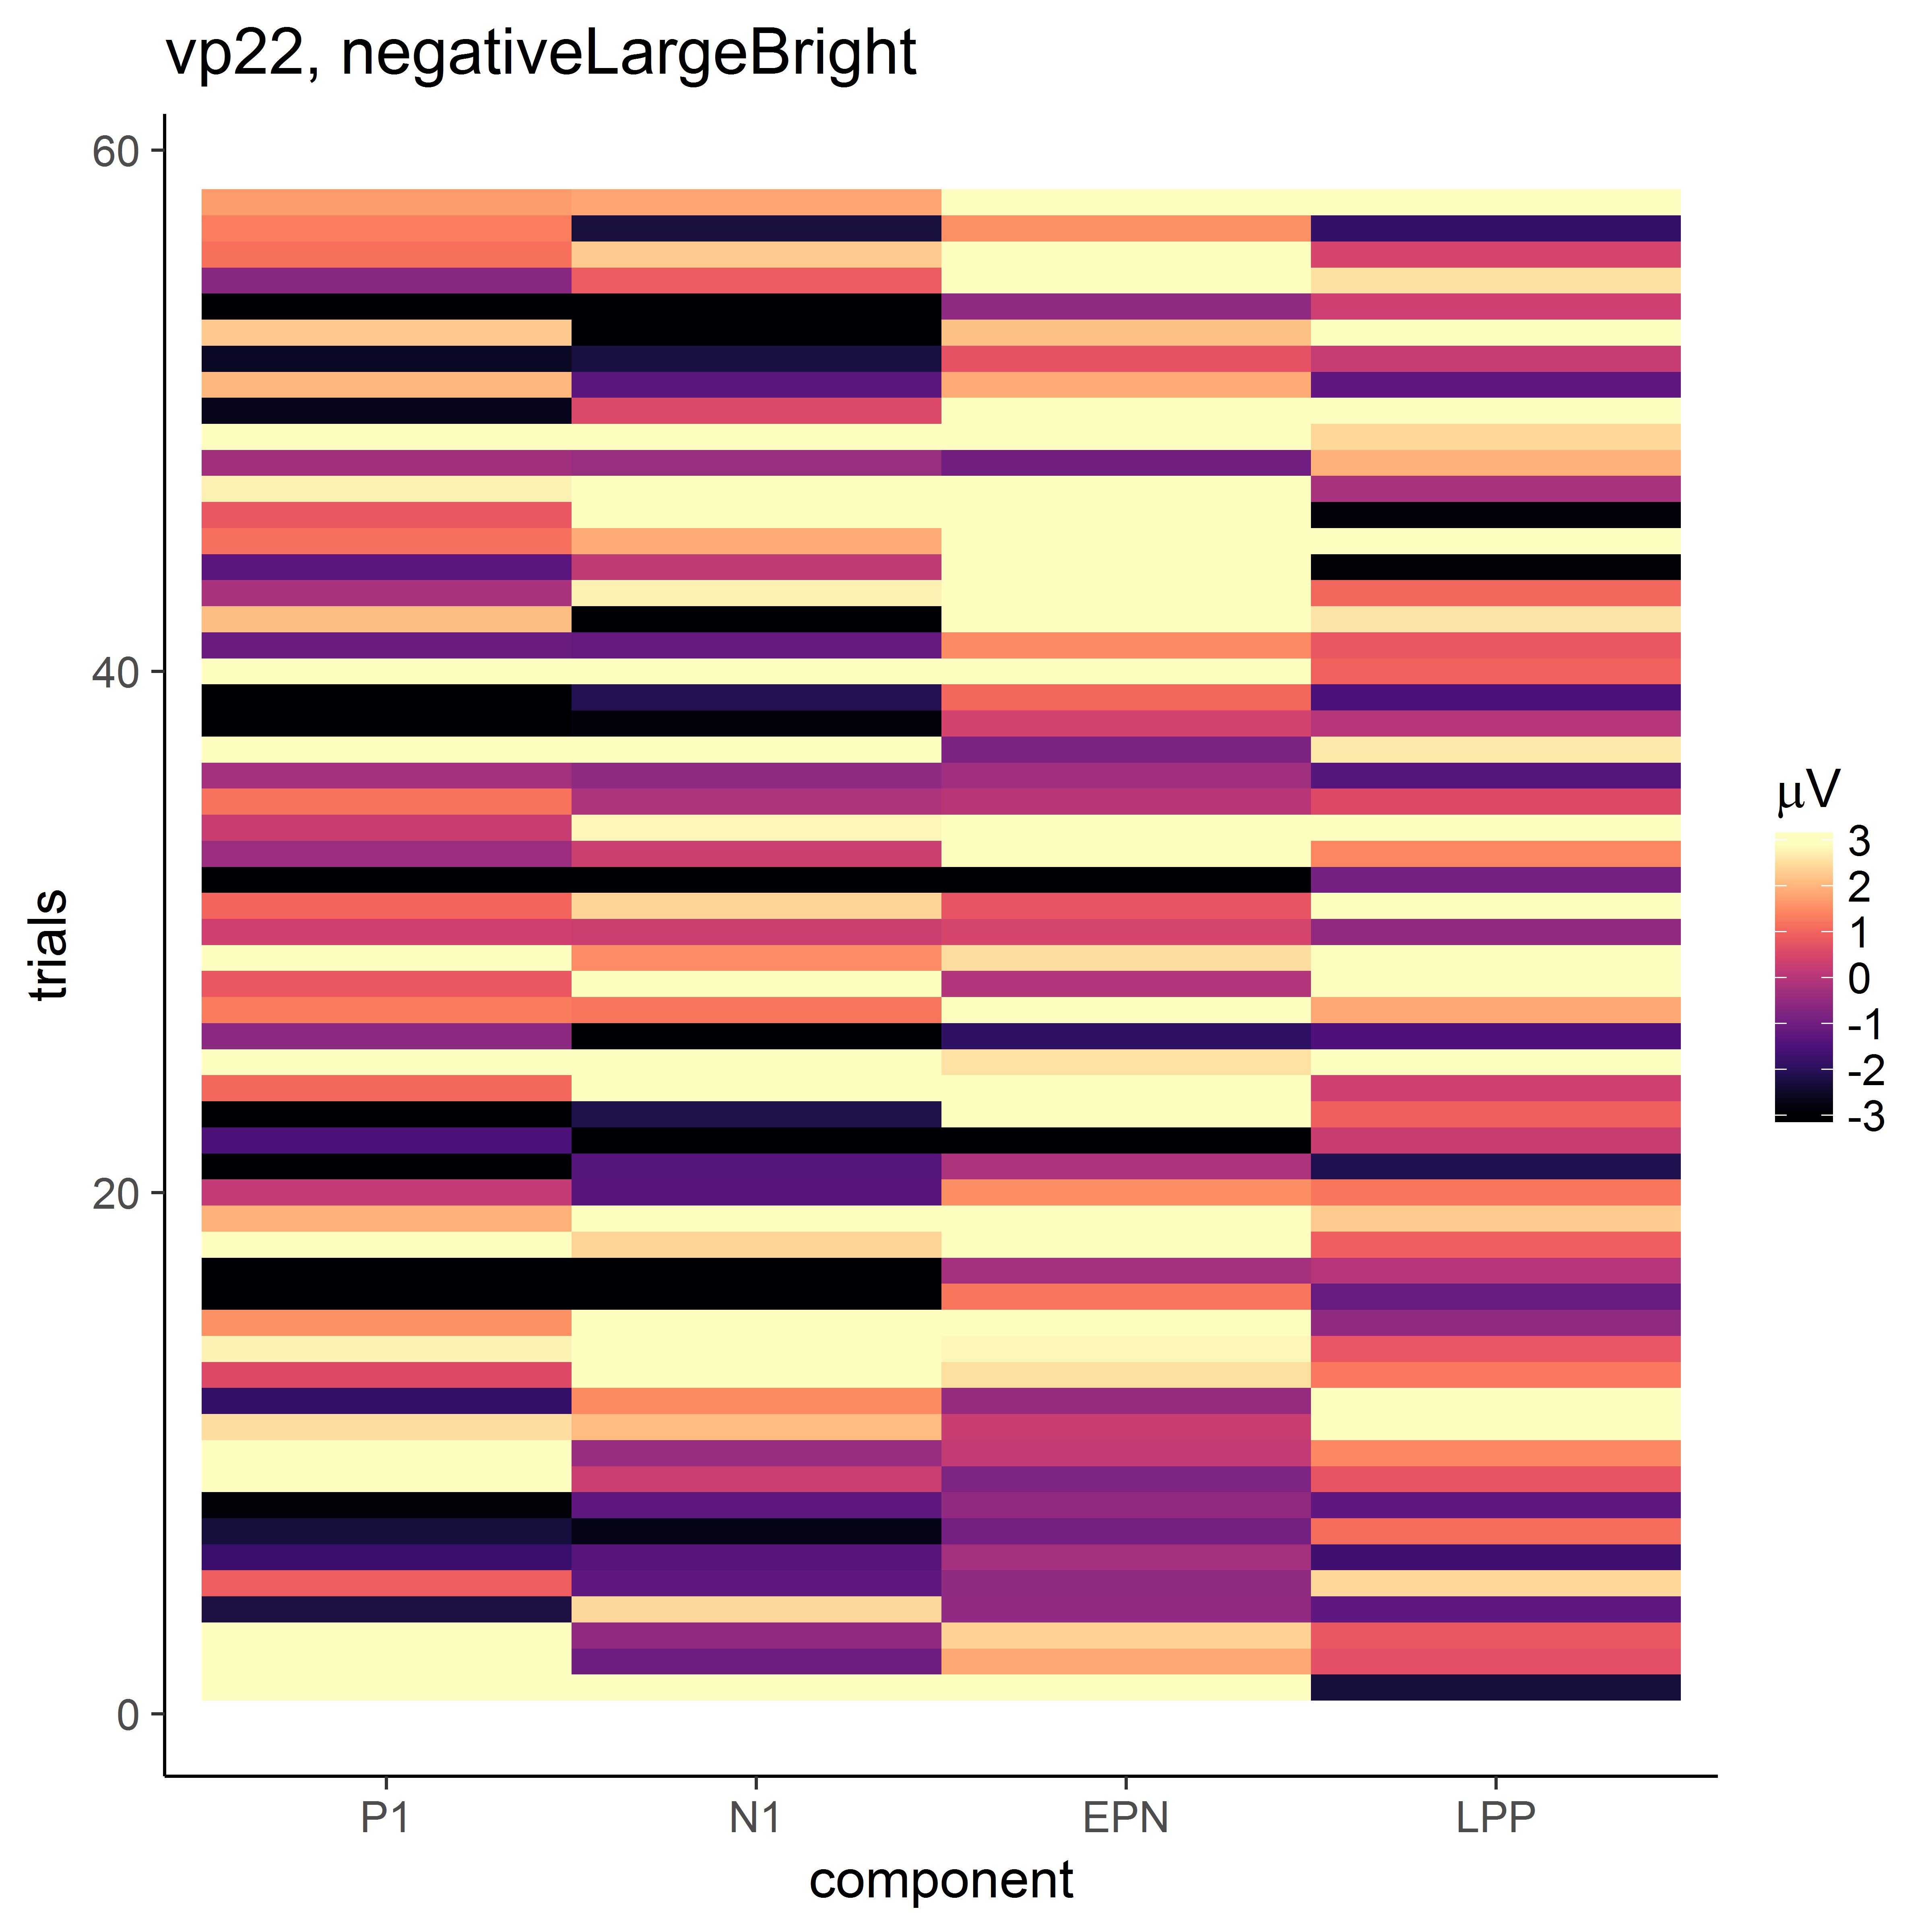 vp22, negativeLargeBright
60
40
20
0
trials
P1 N1 EPN LPP
component
μV
3
2
1
0
-1
-2
-3